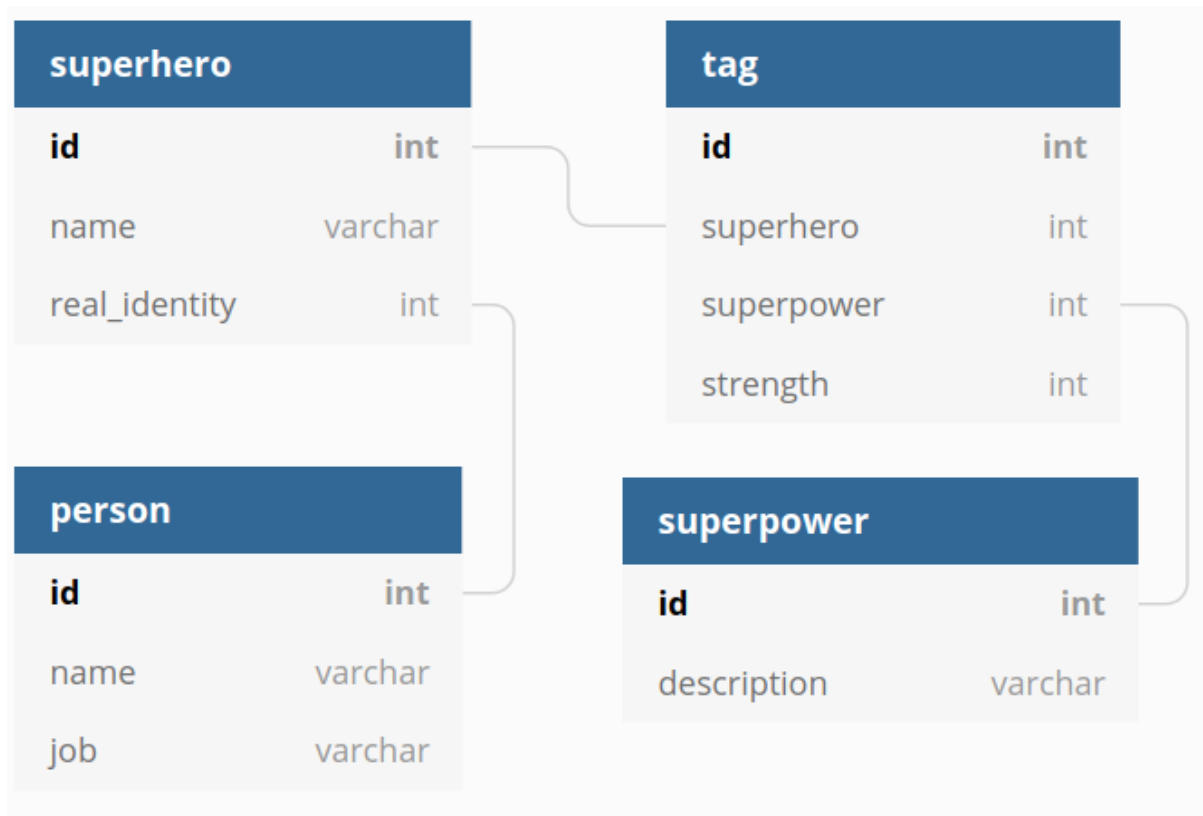 superhero
id int
name varchar
real_identity int
tag
id int
superhero int
superpower int
strength int
person
id int
name varchar
job varchar
superpower
id int
description varchar